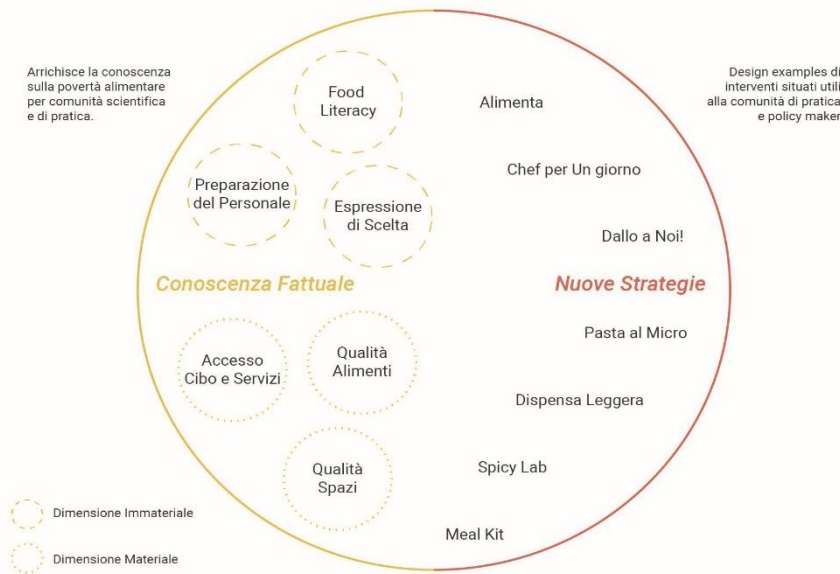 Arrichisce la conoscenza
sulla povertà alimentare
per comunità scientifica
e di pratica.
Food
Literacy
Preparazione
del Personale
Espressione
di Scelta
Conoscenza Fattuale
Accesso
Cibo e Servizi
Qualità
Alimenti
Qualità
Spazi
Dimensione Immateriale
Dimensione Materiale
Design examples di
interventi situati utili
alla comunità di pratica
e policy maker
Alimenta
Chef per Un giorno
Dallo a Noi!
Nuove Strategie
Pasta al Micro
Dispensa Leggera
Spicy Lab
Meal Kit